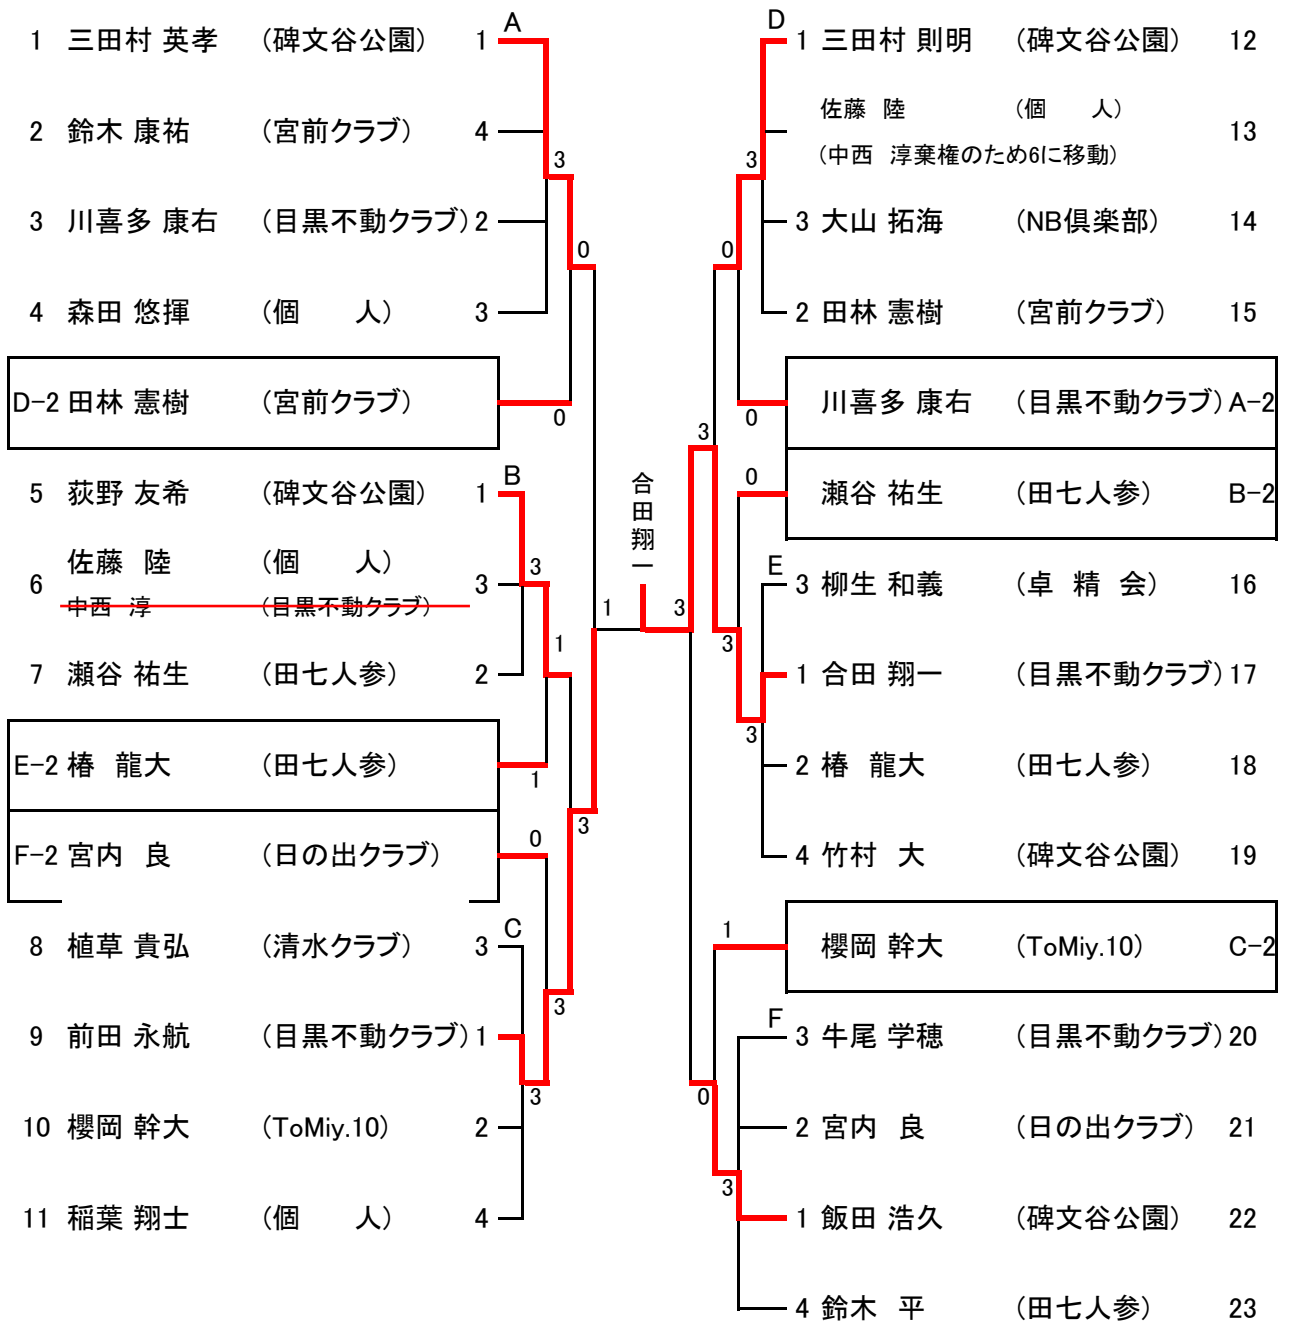 A
1 三田村 英孝 (碑文谷公園) 1
2 鈴木 康祐 (宮前クラブ) 4
3
3 川喜多 康右 (目黒不動クラブ) 2
0
4 森田 悠揮 (個　　人) 3
D-2 田林 憲樹 (宮前クラブ)
0
B
5 荻野 友希 (碑文谷公園) 1
佐藤　陸 (個　　人)
6 3
3
中西　淳 (目黒不動クラブ)
1
7 瀬谷 祐生 (田七人参) 2
E-2 椿　龍大 (田七人参)
1
3
0
F-2 宮内　良 (日の出クラブ)
C
8 植草 貴弘 (清水クラブ) 3
3
9 前田 永航 (目黒不動クラブ) 1
3
10 櫻岡 幹大 (ToMiy.10) 2
11 稲葉 翔士 (個　　人) 4
合田翔一
1 3
D
1 三田村 則明 (碑文谷公園) 12
佐藤　陸 (個　　人)
13
(中西　淳棄権のため6に移動)
3
3 大山 拓海 (NB倶楽部) 14
0
2 田林 憲樹 (宮前クラブ) 15
川喜多 康右 (目黒不動クラブ) A-2
0
3
0
瀬谷 祐生 (田七人参) B-2
E
3 柳生 和義 (卓 精 会) 16
3
1 合田 翔一 (目黒不動クラブ) 17
3
2 椿　龍大 (田七人参) 18
4 竹村　大 (碑文谷公園) 19
1
櫻岡 幹大 (ToMiy.10) C-2
F
3 牛尾 学穂 (目黒不動クラブ) 20
0
2 宮内　良 (日の出クラブ) 21
3
1 飯田 浩久 (碑文谷公園) 22
4 鈴木　平 (田七人参) 23